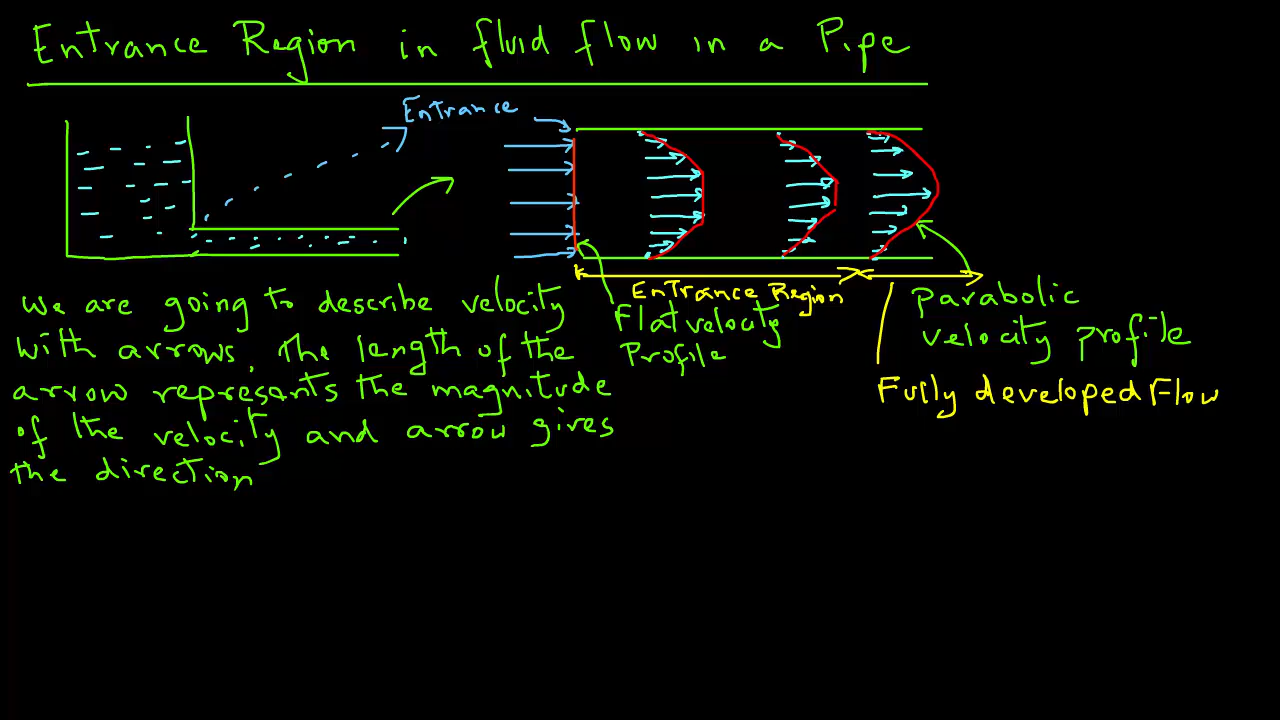 Entrance Region in fluid flow in a Pipe
Entrance
Entrance Region
We are going to describe velocity
with arrows. The length of the
arrow represents the magnitude
of the velocity and arrow gives
the direction
Flat velocity
Profile
Parabolic
velocity profile
Fully developed Flow